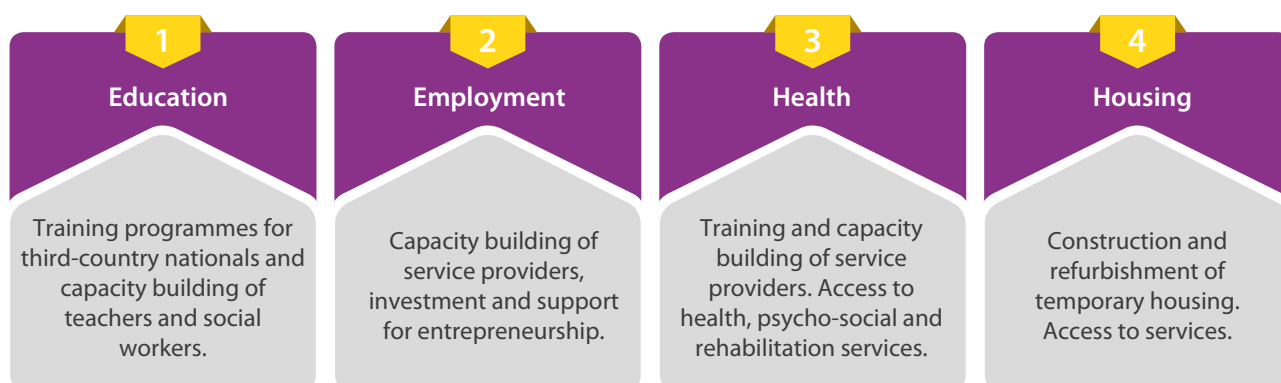 1
Education
Training programmes for
third-country nationals and
capacity building of
teachers and social
workers.
2
Employment
Capacity building of
service providers,
investment and support
for entrepreneurship.
3
Health
Training and capacity
building of service
providers. Access to
health, psycho-social and
rehabilitation services.
4
Housing
Construction and
refurbishment of
temporary housing.
Access to services.